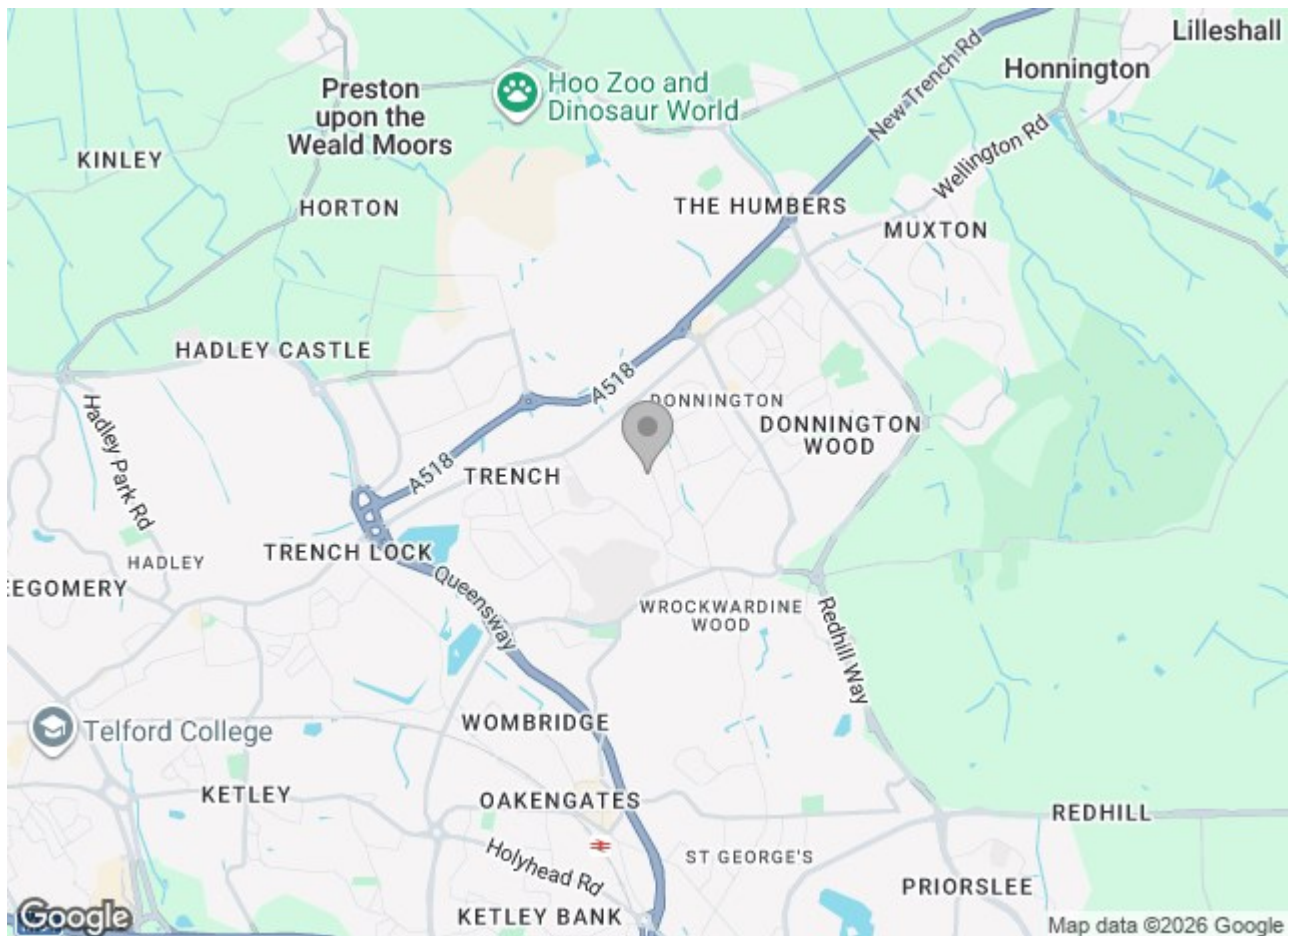 Lilleshall
Honnington
New Trench Rd
Hoo Zoo and
Dinosaur World
Preston
upon the
Weald Moors
KINLEY
Wellington Rd
HORTON
THE HUMBERS
MUXTON
HADLEY CASTLE
A518
DONNINGTON
DONNINGTON
WOOD
Hadley Park Rd
A518
TRENCH
TRENCH LOCK
HADLEY
EEGOMERY
Queensway
WROCKWARDINE
WOOD
Redhill Way
WOMBRIDGE
Telford College
KETLEY
OAKENGATES
REDHILL
Holyhead Rd
ST GEORGE'S
PRIORSLEE
KETLEY BANK
Google
Map data ©2026 Google